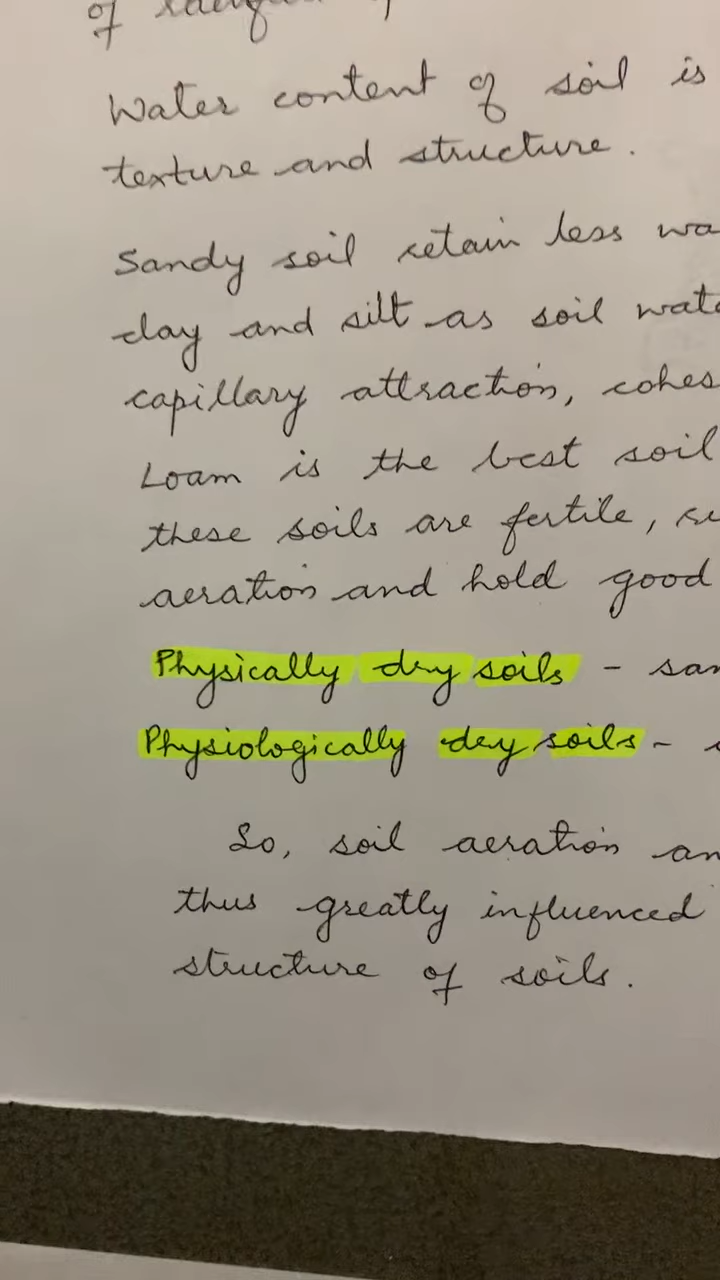 of
Water content of soil is
texture and structure.
Sandy soil retain less wa
clay and silt as soil wate
capillary attraction, cohes
Loam is the best soil
these soils are fertile,
aeration and hold good
Physically dry soils - san
Physiologically dry soils -
So, soil aeration an
thus greatly influenced
structure of soils.